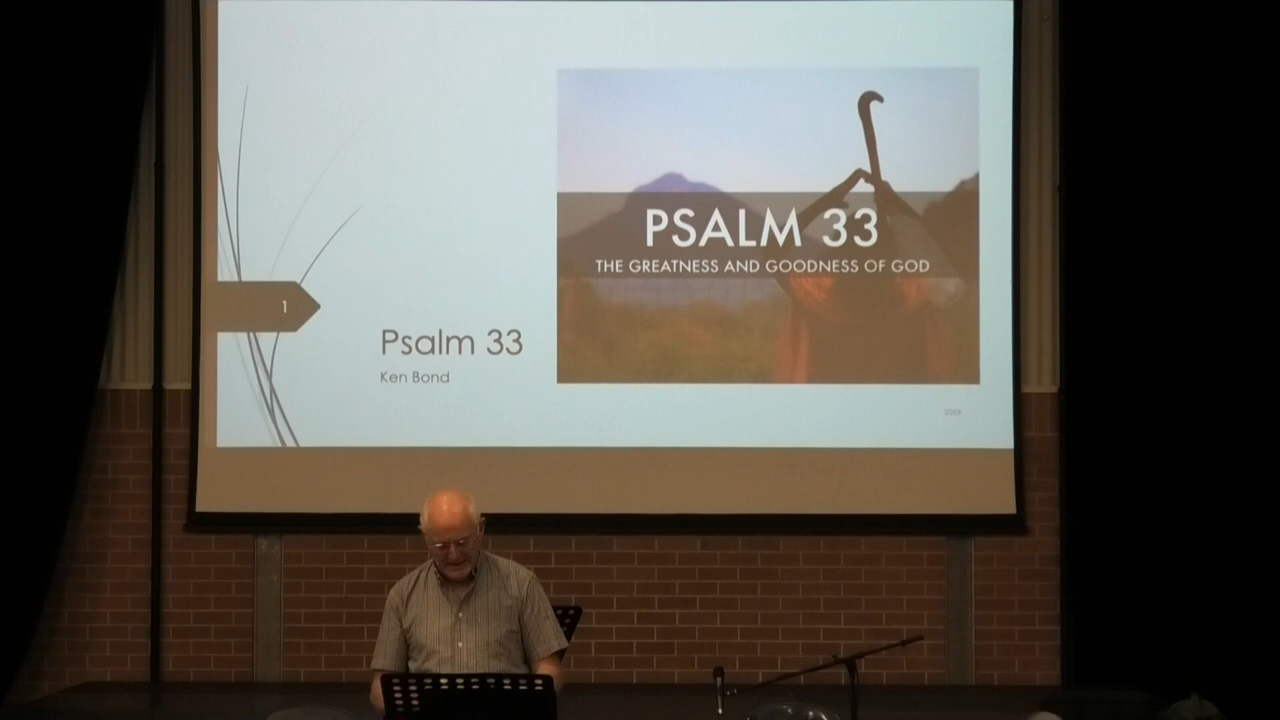 PSALM 33
THE GREATNESS AND GOODNESS OF GOD
1
Psalm 33
Ken Bond